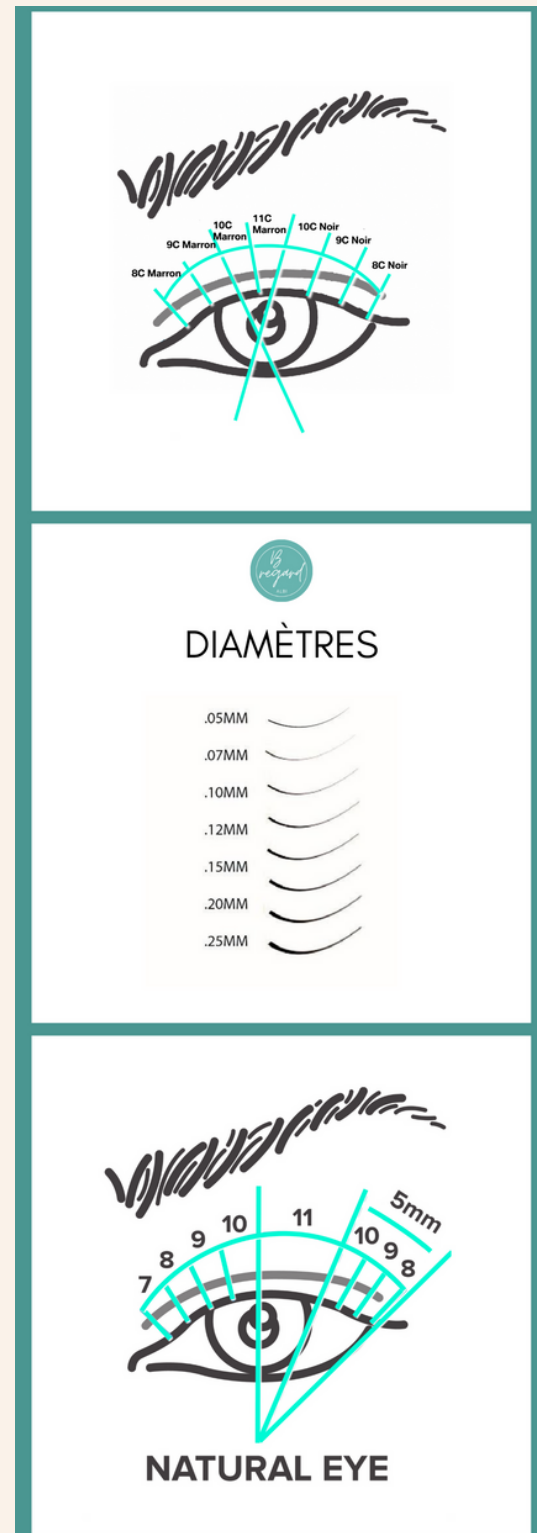 11C
Marron
10C
Marron
10C Noir
9C Marron
9C Noir
8C Marron
8C Noir
B
regard
DIAMÈTRES
.05MM
.07MM
.10MM
.12MM
.15MM
.20MM
.25MM
5mm
11
10
10
9
9
8
8
7
NATURAL EYE